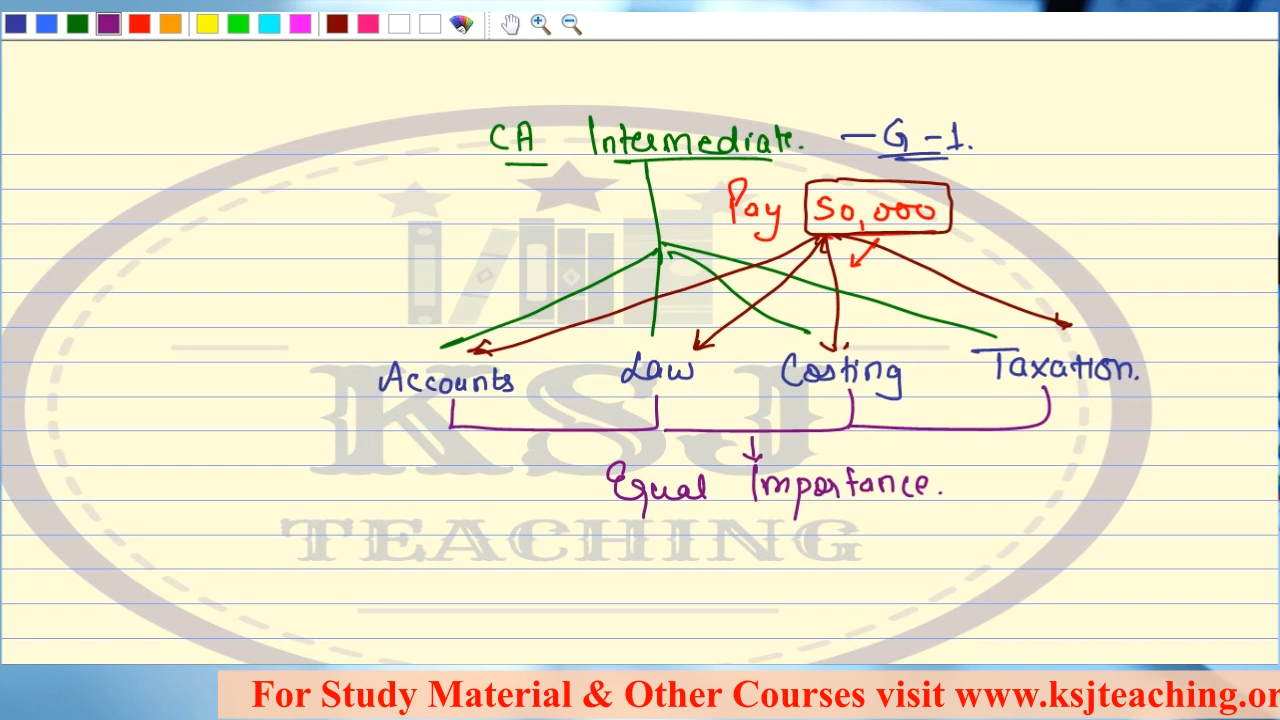 CA Intermediate. — G-1.
Pay 50,000
Accounts Law Costing Taxation.
Equal Importance.
KSJ
TEACHING
For Study Material & Other Courses visit www.ksjteaching.or